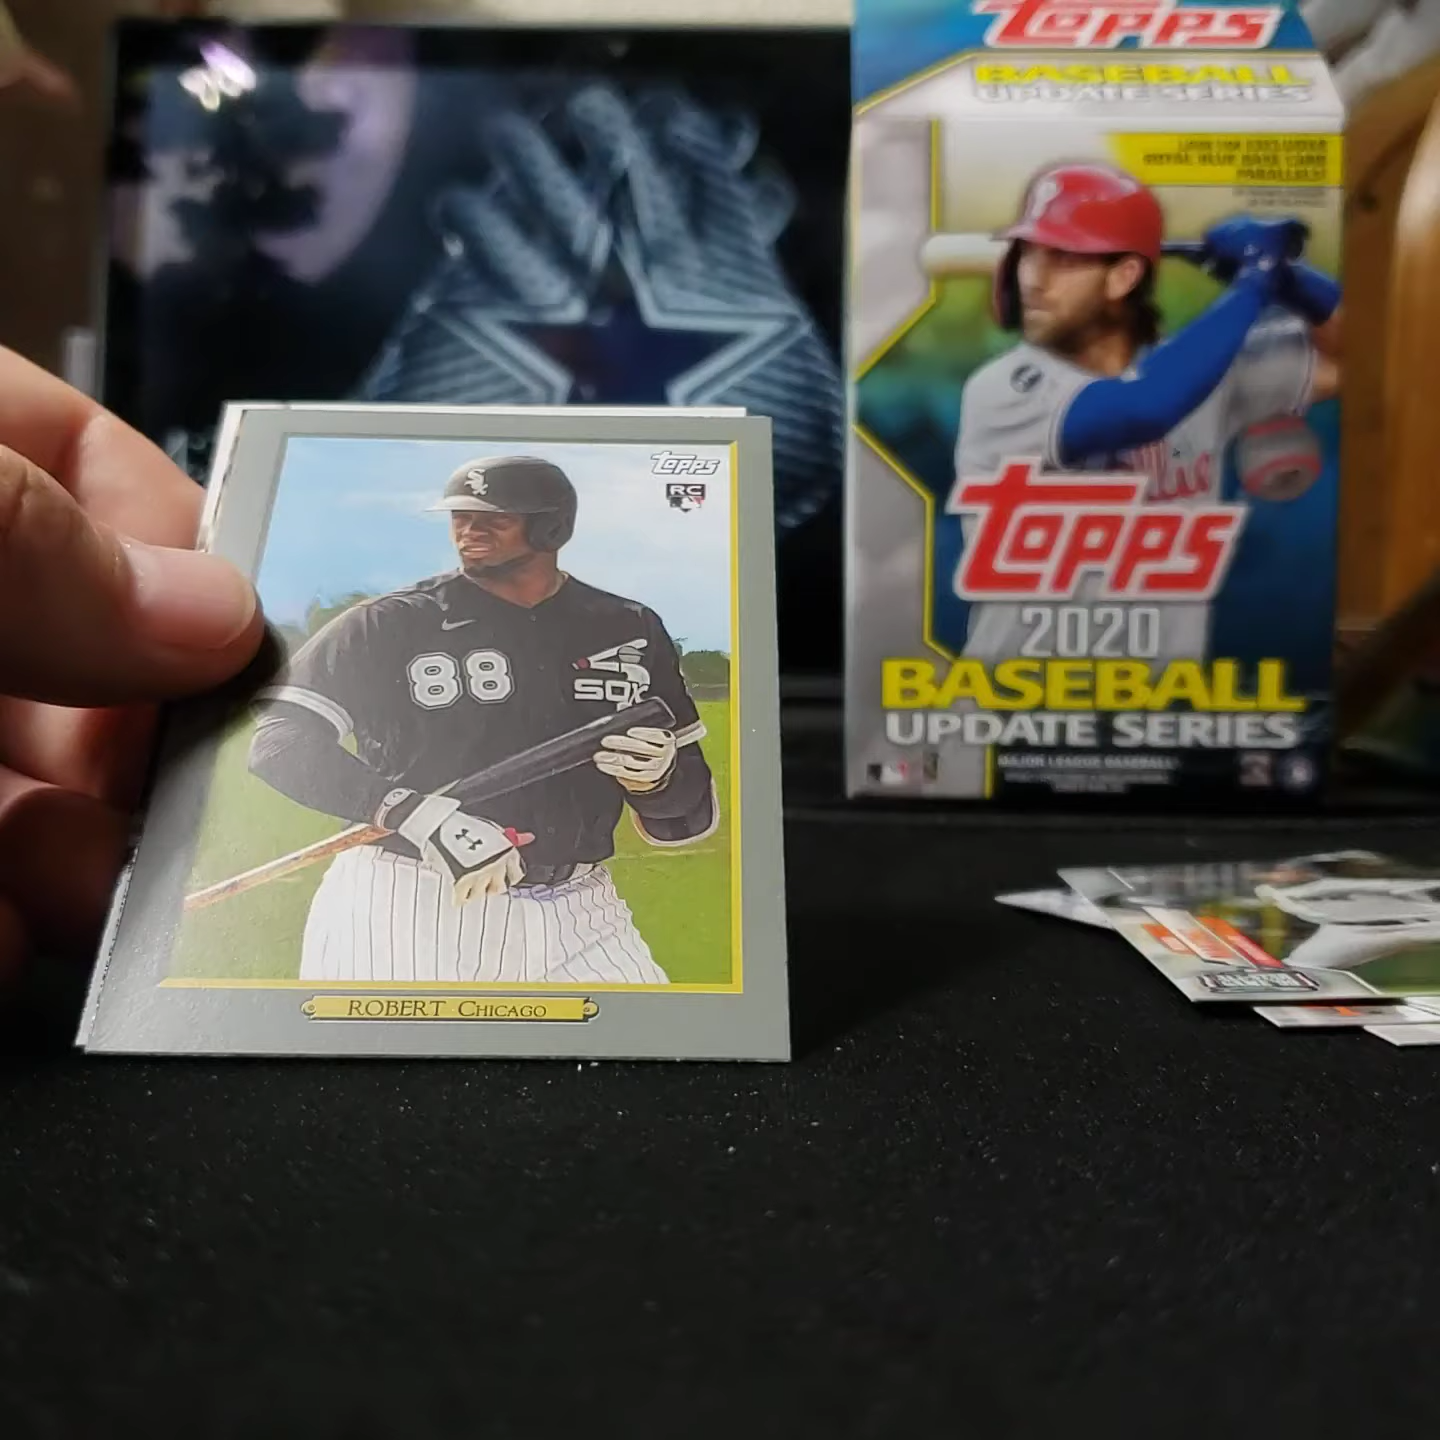 Topps
BASEBALL
UPDATE SERIES
LOOK FOR EXCLUSIVE
ROYAL BLUE BASE CARD
PARALLELS!
Topps
2020
BASEBALL
UPDATE SERIES
MAJOR LEAGUE BASEBALL
Topps
RC
SOX
88
SOX
ROBERT Chicago